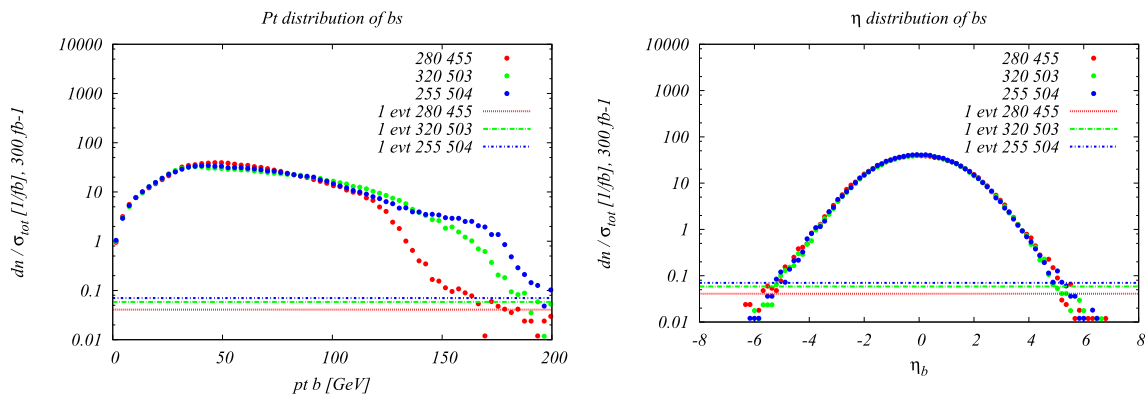 Pt distribution of bs
dn / σtot [1/fb], 300 fb-1
10000
1000
100
10
1
0.1
0.01
280 455
320 503
255 504
1 evt 280 455
1 evt 320 503
1 evt 255 504
0
50
100
150
200
pt b [GeV]
η distribution of bs
dn / σtot [1/fb], 300 fb-1
10000
1000
100
10
1
0.1
0.01
280 455
320 503
255 504
1 evt 280 455
1 evt 320 503
1 evt 255 504
-8
-6
-4
-2
0
2
4
6
8
ηb